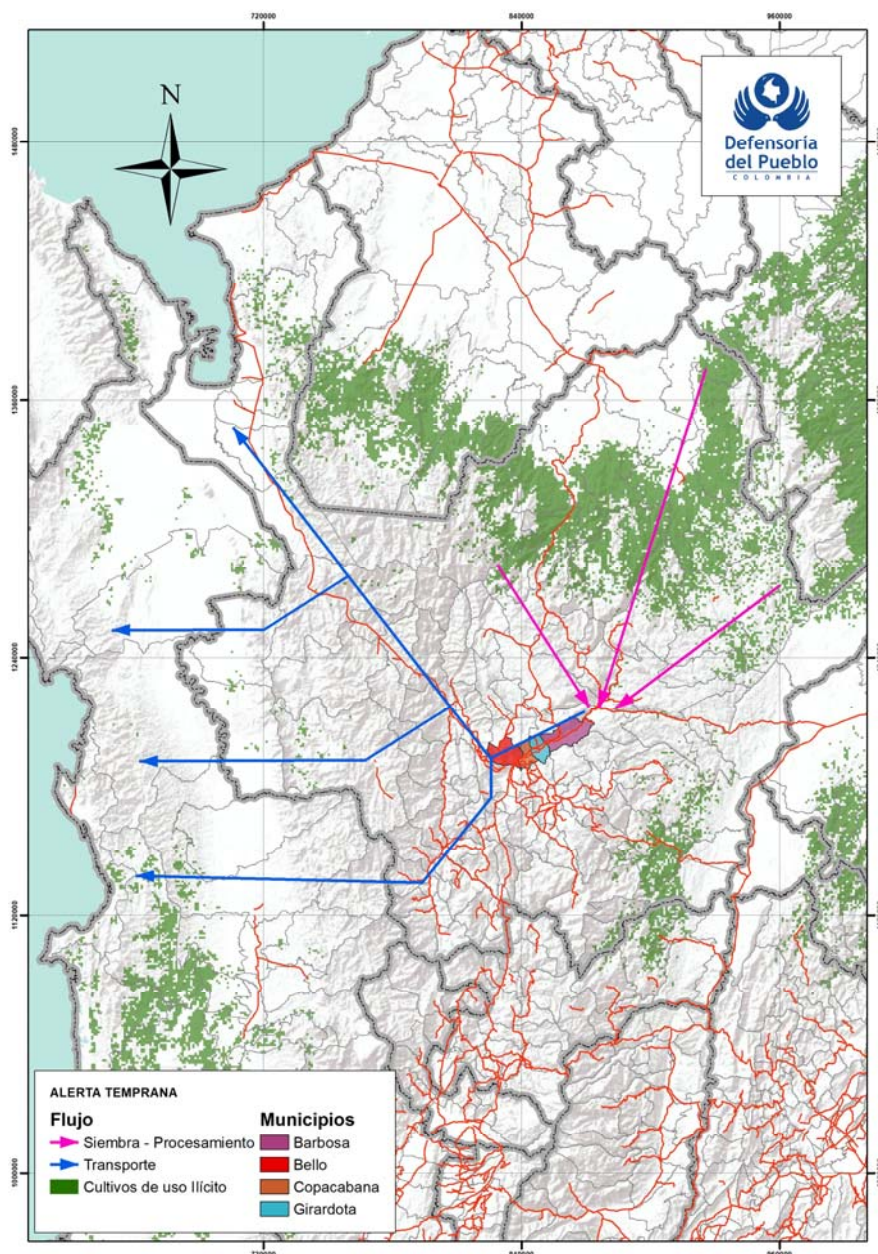 720000 840000 960000
N
Defensoría
del Pueblo
COLOMBIA
1480000
1360000
1240000
1120000
1000000
ALERTA TEMPRANA
Flujo
Siembra - Procesamiento
Transporte
Cultivos de uso Ilícito
Municipios
Barbosa
Bello
Copacabana
Girardota